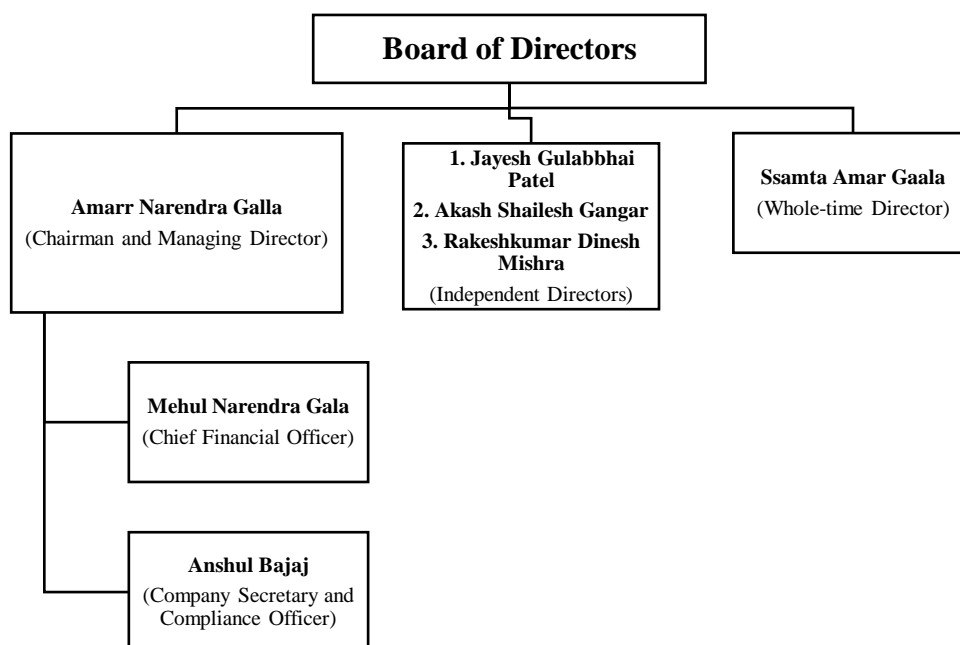 Board of Directors
Amarr Narendra Galla
(Chairman and Managing Director)
1. Jayesh Gulabbhai
Patel
2. Akash Shailesh Gangar
3. Rakeshkumar Dinesh
Mishra
(Independent Directors)
Ssamta Amar Gaala
(Whole-time Director)
Mehul Narendra Gala
(Chief Financial Officer)
Anshul Bajaj
(Company Secretary and
Compliance Officer)